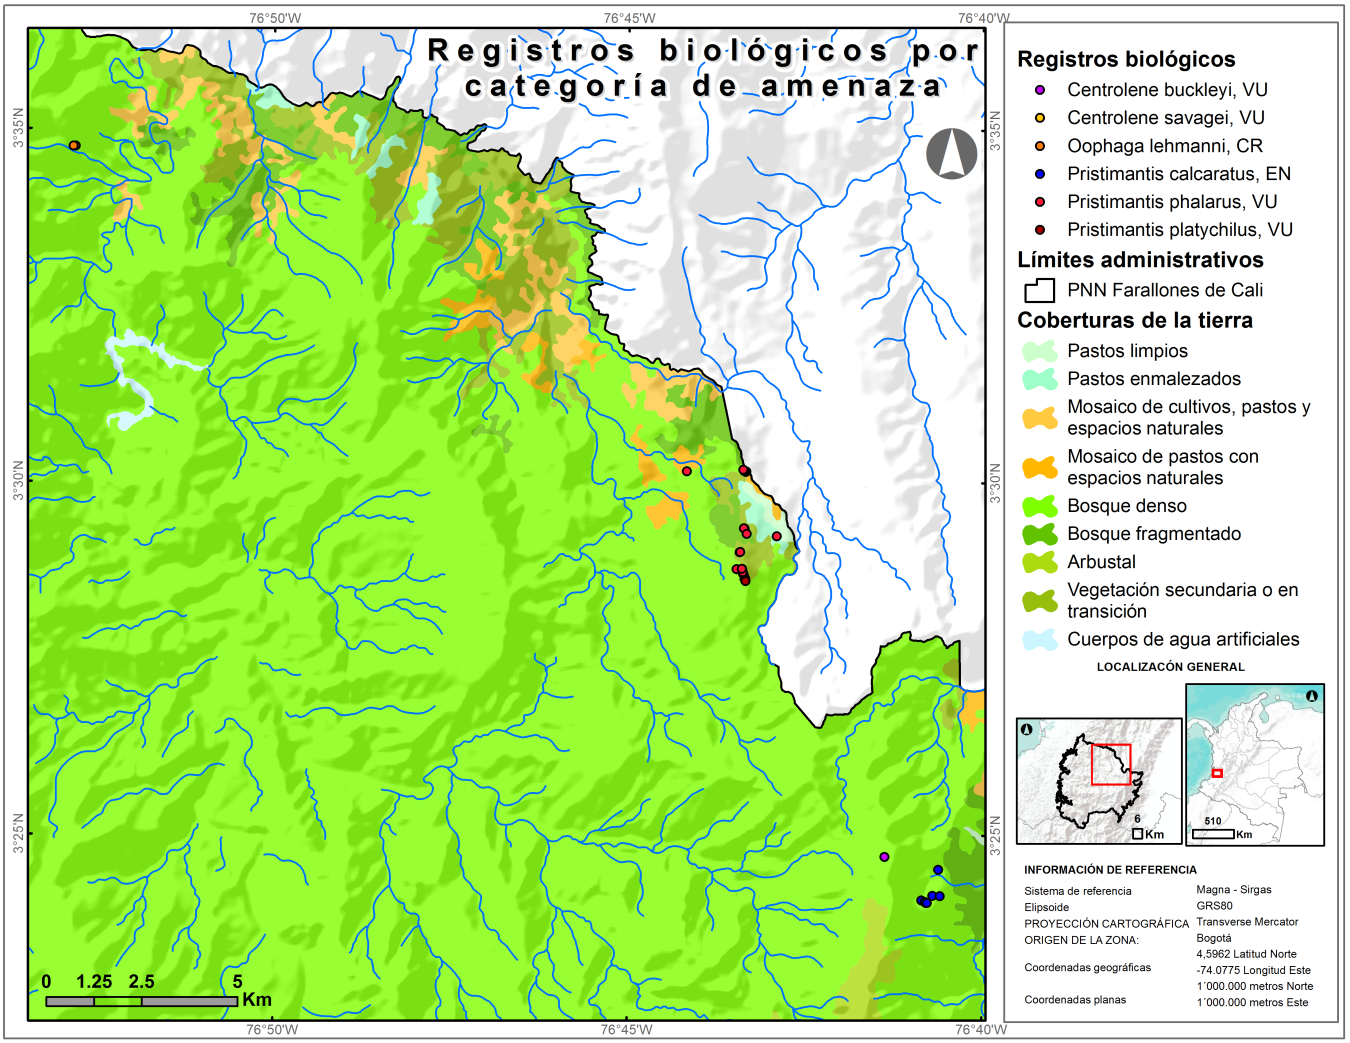 76°50'W
76°45'W
76°40'W
Registros biológicos por
categoría de amenaza
3°35'N
3°35'N
3°30'N
3°30'N
3°25'N
3°25'N
0 1.25 2.5 5
Km
76°50'W
76°45'W
76°40'W
Registros biológicos
Centrolene buckleyi, VU
Centrolene savagei, VU
Oophaga lehmanni, CR
Pristimantis calcaratus, EN
Pristimantis phalarus, VU
Pristimantis platychilus, VU
Límites administrativos
PNN Farallones de Cali
Coberturas de la tierra
Pastos limpios
Pastos enmalezados
Mosaico de cultivos, pastos y
espacios naturales
Mosaico de pastos con
espacios naturales
Bosque denso
Bosque fragmentado
Arbustal
Vegetación secundaria o en
transición
Cuerpos de agua artificiales
LOCALIZACÓN GENERAL
6
Km
510
Km
INFORMACIÓN DE REFERENCIA
Sistema de referencia Magna - Sirgas
Elipsoide GRS80
PROYECCIÓN CARTOGRÁFICA Transverse Mercator
ORIGEN DE LA ZONA: Bogotá
Coordenadas geográficas 4,5962 Latitud Norte
-74.0775 Longitud Este
Coordenadas planas 1´000.000 metros Norte
1´000.000 metros Este